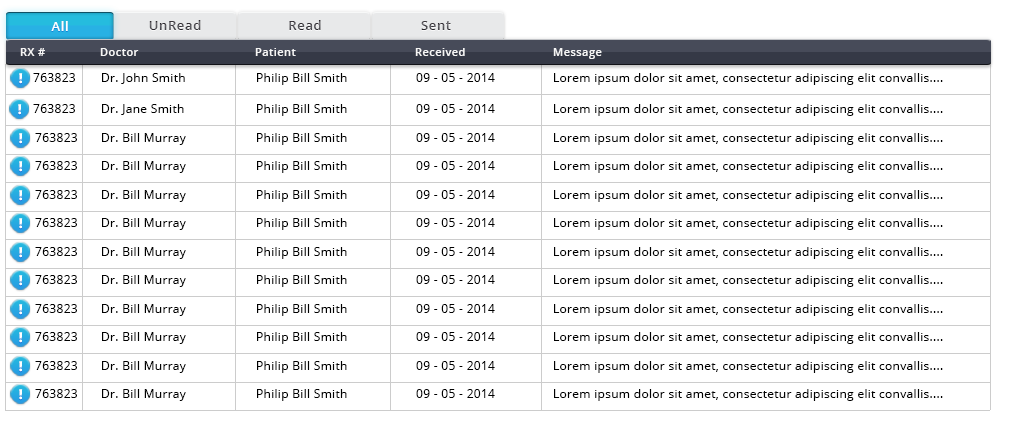 All UnRead Read Sent
RX # Doctor Patient Received Message
763823 Dr. John Smith Philip Bill Smith 09 - 05 - 2014 Lorem ipsum dolor sit amet, consectetur adipiscing elit convallis....
763823 Dr. Jane Smith Philip Bill Smith 09 - 05 - 2014 Lorem ipsum dolor sit amet, consectetur adipiscing elit convallis....
763823 Dr. Bill Murray Philip Bill Smith 09 - 05 - 2014 Lorem ipsum dolor sit amet, consectetur adipiscing elit convallis....
763823 Dr. Bill Murray Philip Bill Smith 09 - 05 - 2014 Lorem ipsum dolor sit amet, consectetur adipiscing elit convallis....
763823 Dr. Bill Murray Philip Bill Smith 09 - 05 - 2014 Lorem ipsum dolor sit amet, consectetur adipiscing elit convallis....
763823 Dr. Bill Murray Philip Bill Smith 09 - 05 - 2014 Lorem ipsum dolor sit amet, consectetur adipiscing elit convallis....
763823 Dr. Bill Murray Philip Bill Smith 09 - 05 - 2014 Lorem ipsum dolor sit amet, consectetur adipiscing elit convallis....
763823 Dr. Bill Murray Philip Bill Smith 09 - 05 - 2014 Lorem ipsum dolor sit amet, consectetur adipiscing elit convallis....
763823 Dr. Bill Murray Philip Bill Smith 09 - 05 - 2014 Lorem ipsum dolor sit amet, consectetur adipiscing elit convallis....
763823 Dr. Bill Murray Philip Bill Smith 09 - 05 - 2014 Lorem ipsum dolor sit amet, consectetur adipiscing elit convallis....
763823 Dr. Bill Murray Philip Bill Smith 09 - 05 - 2014 Lorem ipsum dolor sit amet, consectetur adipiscing elit convallis....
763823 Dr. Bill Murray Philip Bill Smith 09 - 05 - 2014 Lorem ipsum dolor sit amet, consectetur adipiscing elit convallis....